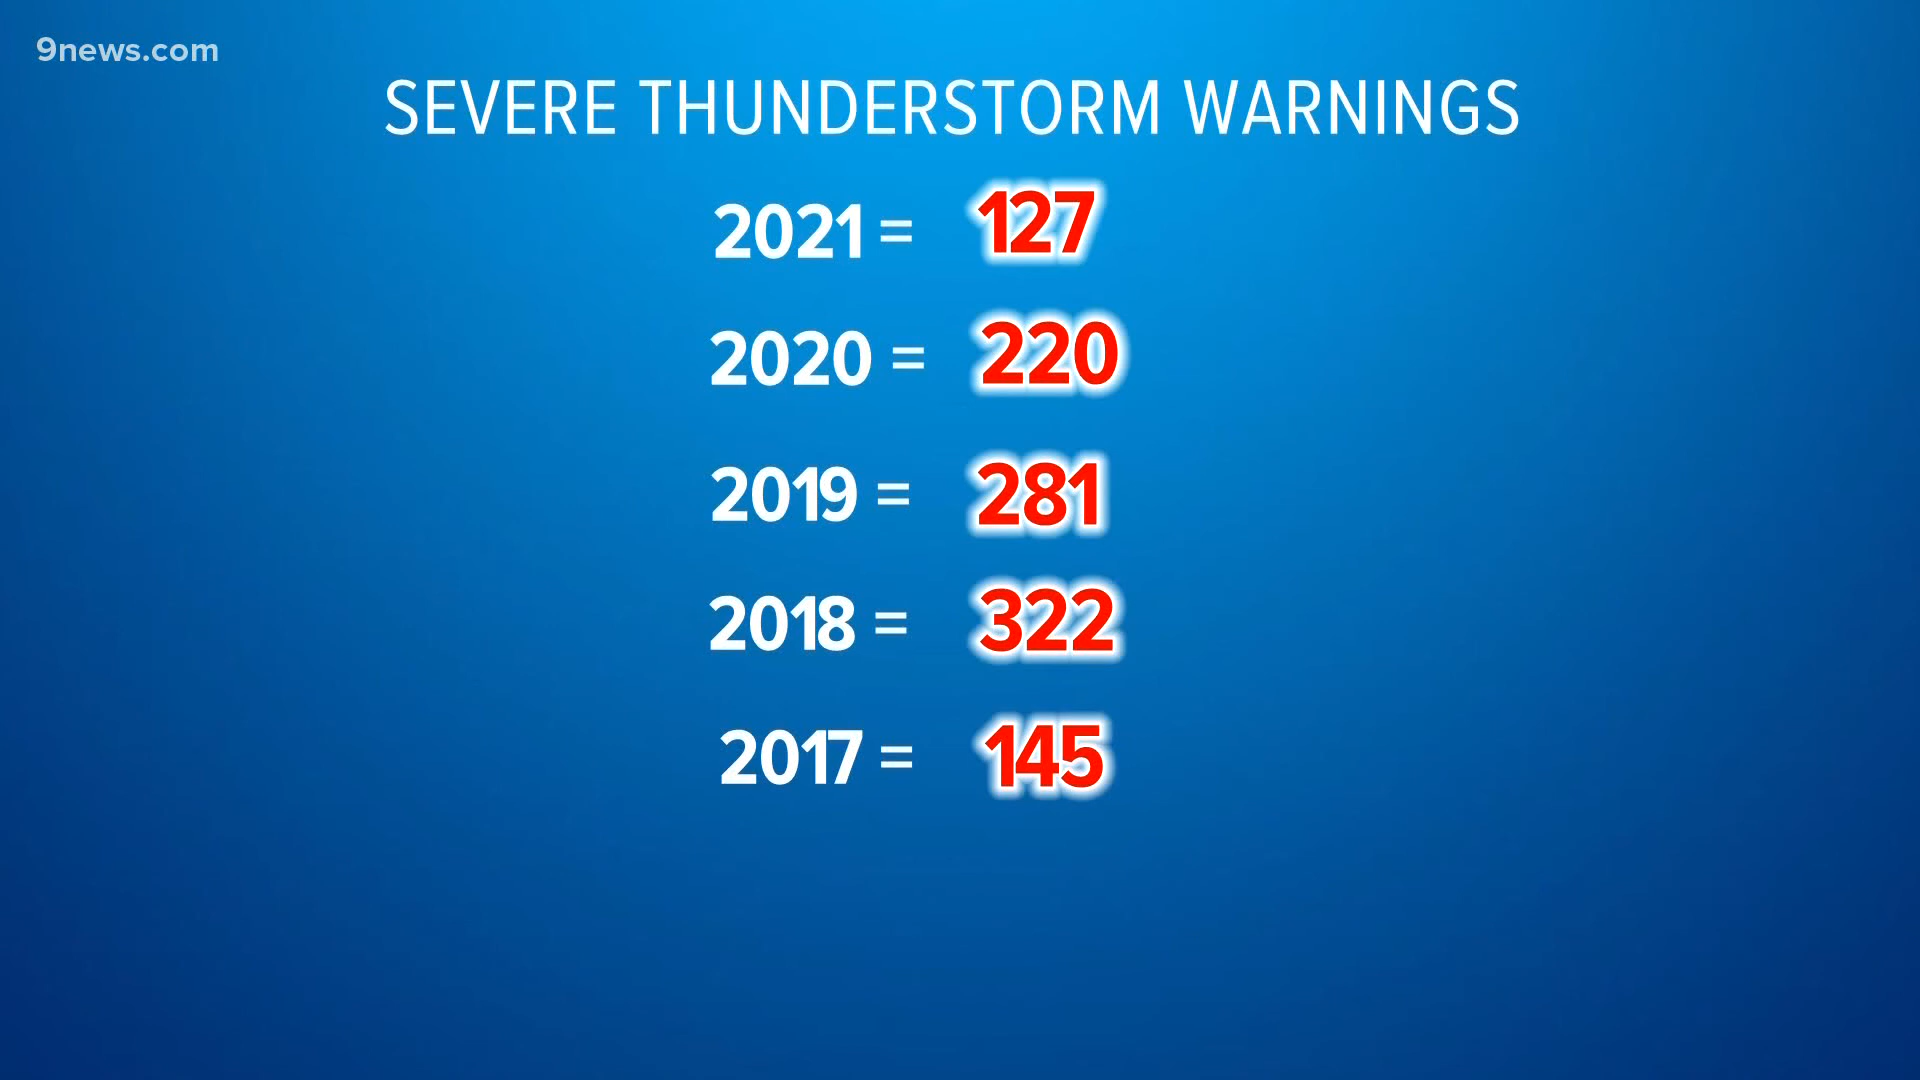 9news.com
SEVERE THUNDERSTORM WARNINGS
2021 = 127
2020 = 220
2019 = 281
2018 = 322
2017 = 145